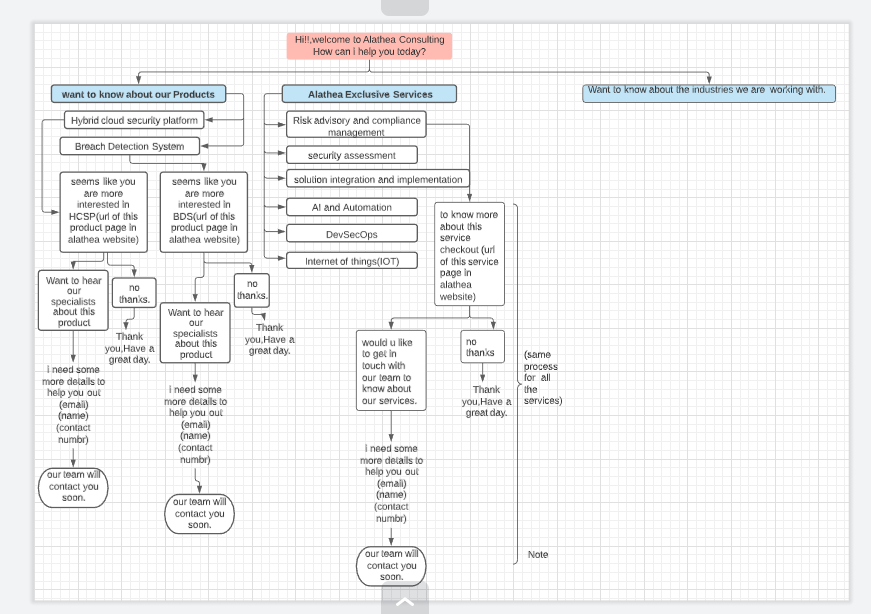 Hi!!,welcome to Alathea Consulting
How can i help you today?
want to know about our Products
Alathea Exclusive Services
Want to know about the industries we are working with.
Hybrid cloud security platform
Breach Detection System
Risk advisory and compliance
management
security assessment
solution integration and implementation
AI and Automation
DevSecOps
Internet of things(IOT)
seems like you
are more
interested in
HCSP(url of this
product page in
alathea website)
seems like you
are more
interested in
BDS(url of this
product page in
alathea website)
to know more
about this
service
checkout (url
of this service
page in
alathea
website)
Want to hear
our
specialists
about this
product
no
thanks.
Thank
you,Have a
great day.
Want to hear
our
specialists
about this
product
no
thanks.
Thank
you,Have a
great day.
would u like
to get in
touch with
our team to
know about
our services.
no
thanks
Thank
you,Have a
great day.
(same
process
for all
the
services)
i need some
more details to
help you out
(email)
(name)
(contact
numbr)
our team will
contact you
soon.
i need some
more details to
help you out
(email)
(name)
(contact
numbr)
our team will
contact you
soon.
i need some
more details to
help you out
(email)
(name)
(contact
numbr)
our team will
contact you
soon.
Note